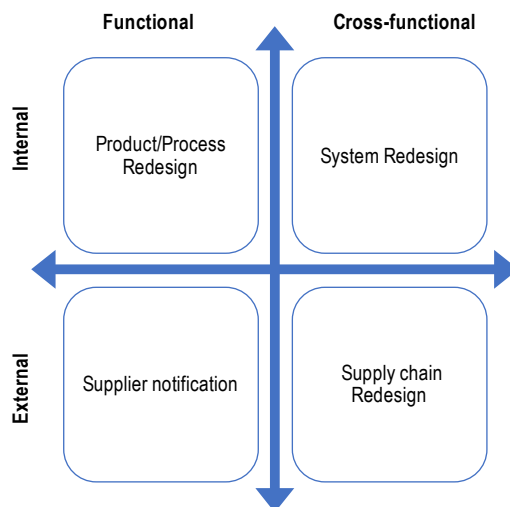 Functional
Cross-functional
Internal
Product/Process
Redesign
System Redesign
External
Supplier notification
Supply chain
Redesign